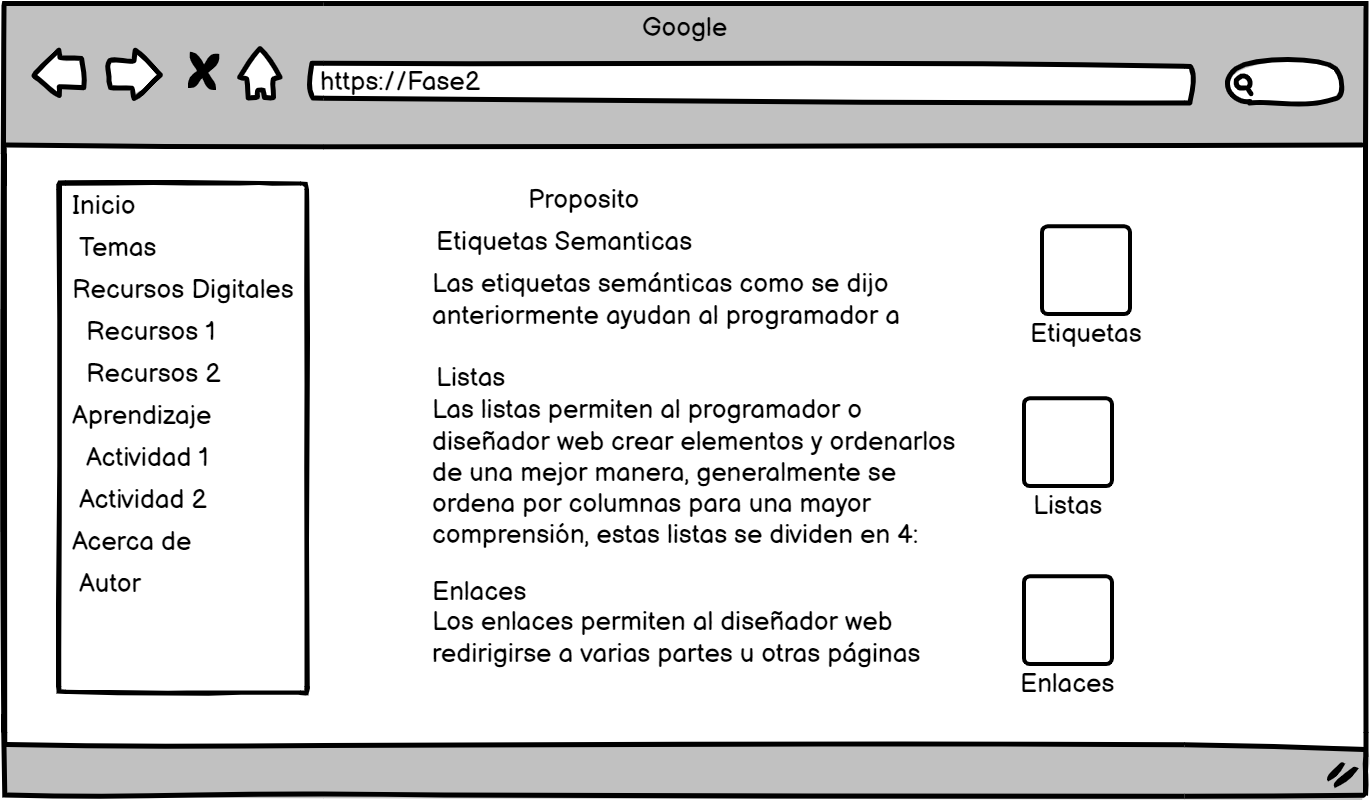 Google
https://Fase2
Inicio
Temas
Recursos Digitales
Recursos 1
Recursos 2
Aprendizaje
Actividad 1
Actividad 2
Acerca de
Autor
Proposito
Etiquetas Semanticas
Las etiquetas semánticas como se dijo
anteriormente ayudan al programador a
Listas
Las listas permiten al programador o
diseñador web crear elementos y ordenarlos
de una mejor manera, generalmente se
ordena por columnas para una mayor
comprensión, estas listas se dividen en 4:
Enlaces
Los enlaces permiten al diseñador web
redirigirse a varias partes u otras páginas
Etiquetas
Listas
Enlaces